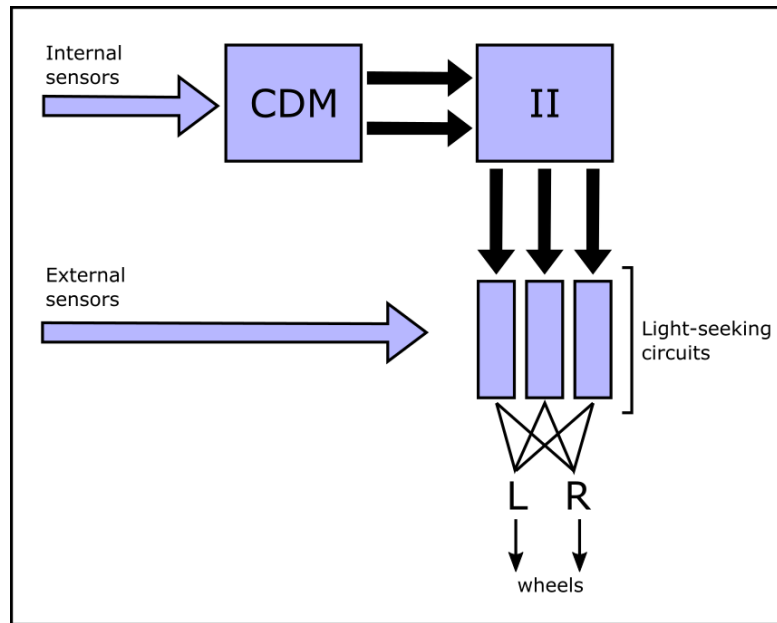 Internal
sensors
CDM
II
External
sensors
Light-seeking
circuits
L R
wheels